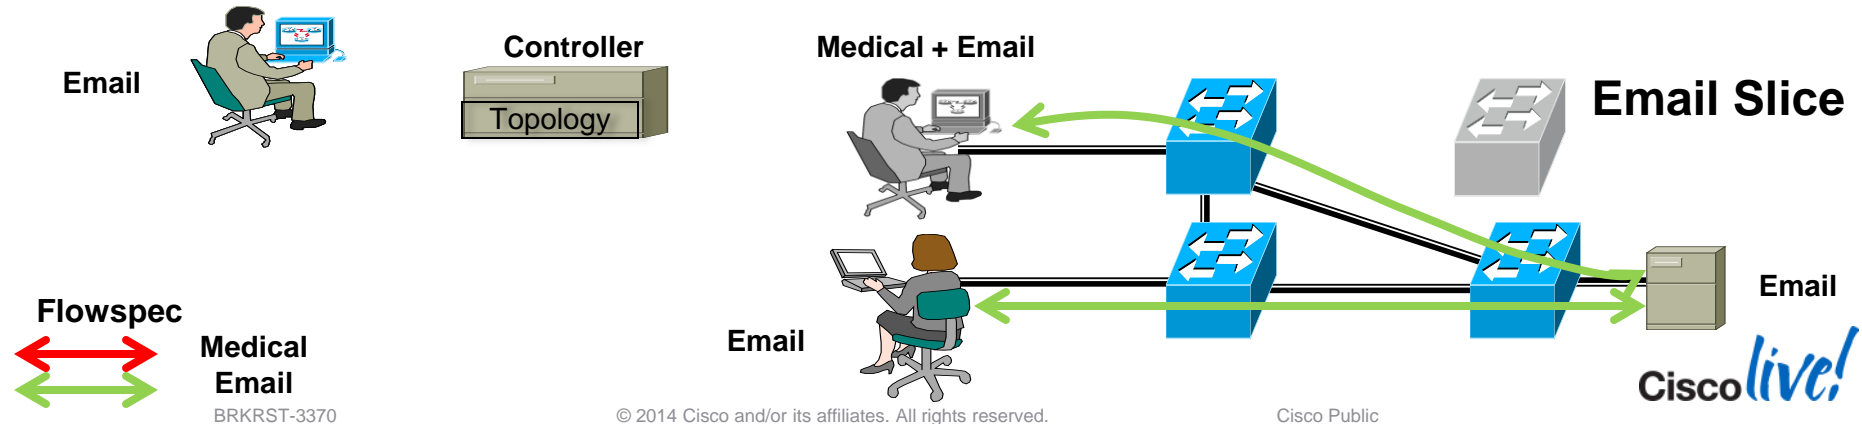 Email
Controller
Topology
Medical + Email
Email Slice
Email
Email
Flowspec
Medical
Email
BRKRST-3370
© 2014 Cisco and/or its affiliates. All rights reserved.
Cisco Public
Cisco live!